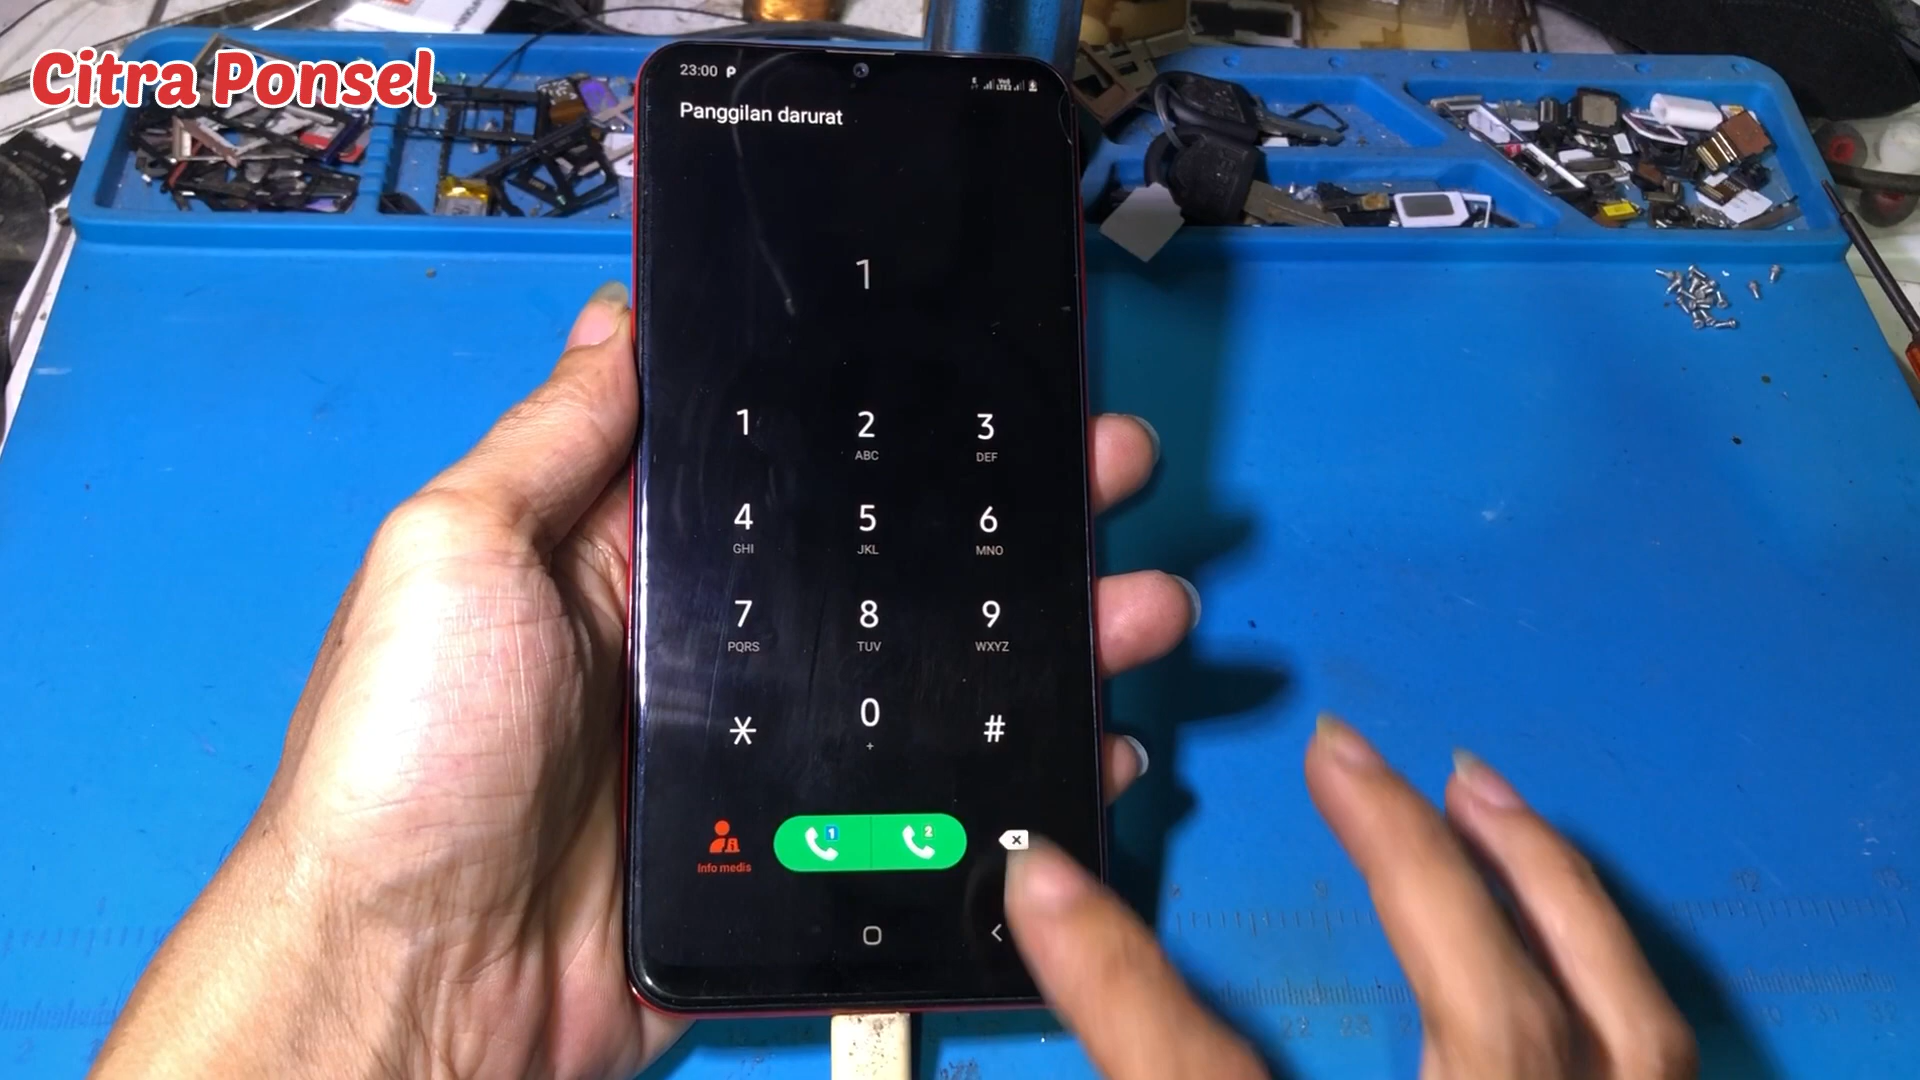 Citra Ponsel
23:00 P
Panggilan darurat
1
1 2 3
ABC DEF
4 5 6
GHI JKL MNO
7 8 9
PQRS TUV WXYZ
* 0 #
+
1 2
Info medis